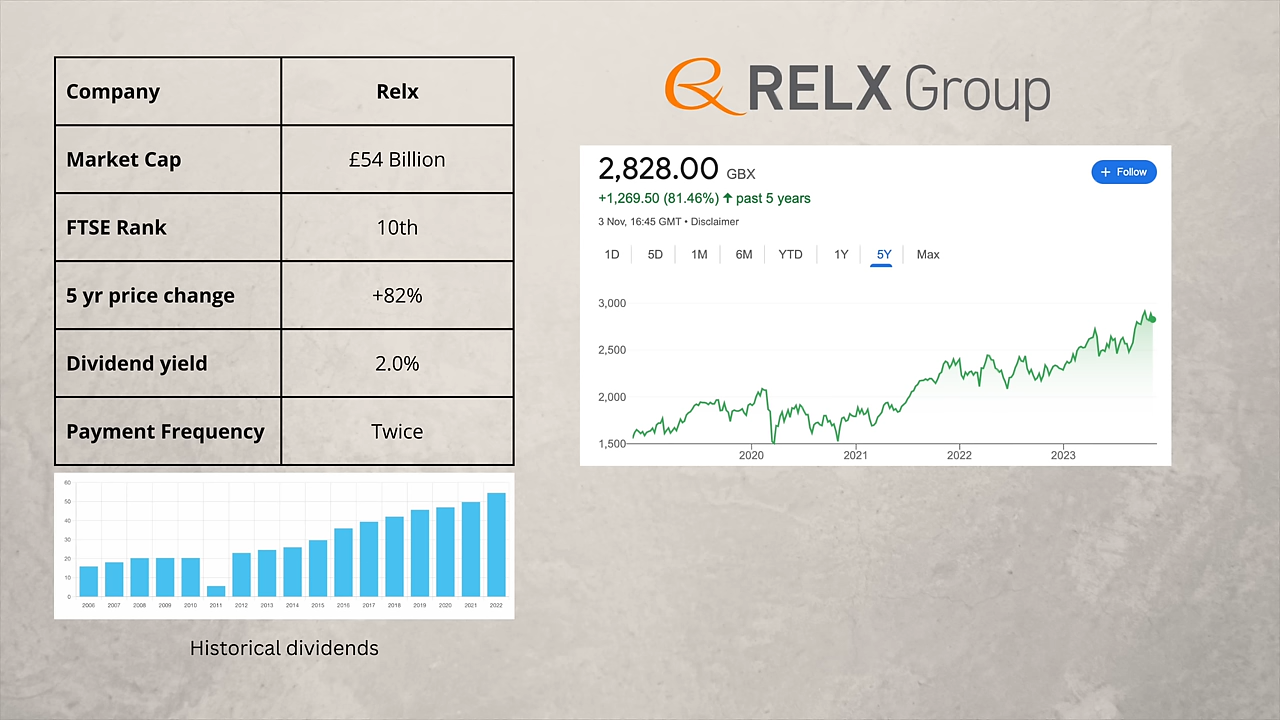 Company Relx
Market Cap £54 Billion
FTSE Rank 10th
5 yr price change +82%
Dividend yield 2.0%
Payment Frequency Twice
60
50
40
30
20
10
0
2006 2007 2008 2009 2010 2011 2012 2013 2014 2015 2016 2017 2018 2019 2020 2021 2022
Historical dividends
RELX Group
2,828.00 GBX
+ Follow
+1,269.50 (81.46%) ↑ past 5 years
3 Nov, 16:45 GMT • Disclaimer
1D 5D 1M 6M YTD 1Y 5Y Max
3,000
2,500
2,000
1,500
2020 2021 2022 2023